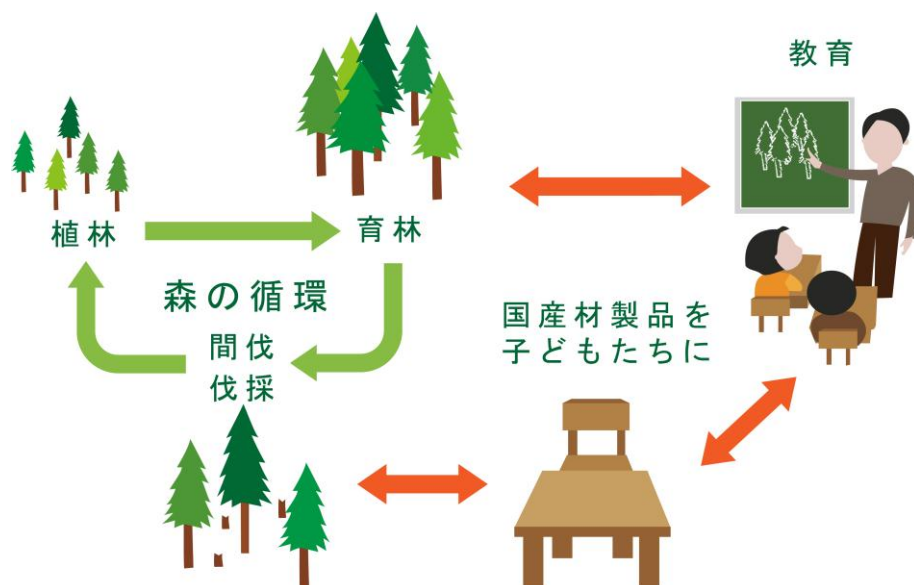 教育
植林
育林
森の循環
間伐
伐採
国産材製品を
子どもたちに